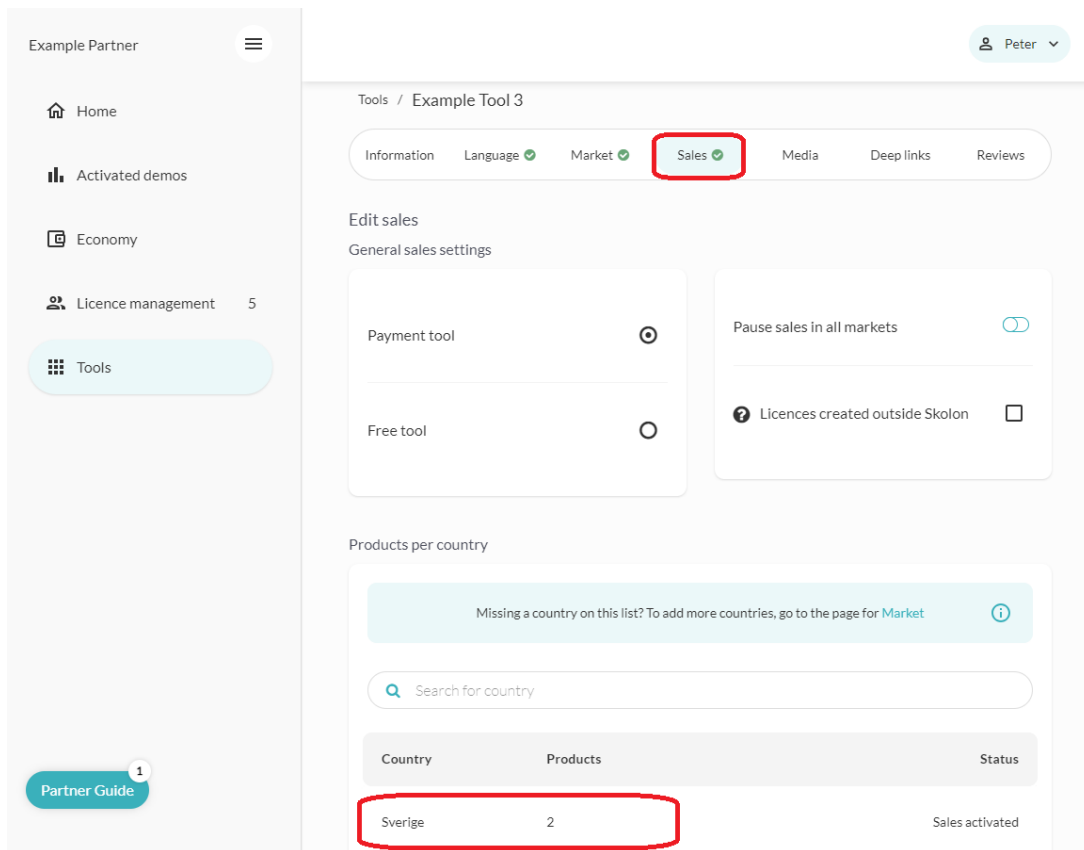 Example Partner
Peter
Home
Activated demos
Economy
Licence management 5
Tools
Partner Guide
1
Tools / Example Tool 3
Information Language Market Sales Media Deep links Reviews
Edit sales
General sales settings
Payment tool
Free tool
Pause sales in all markets
? Licences created outside Skolon
Products per country
Missing a country on this list? To add more countries, go to the page for Market
Search for country
Country Products Status
Sverige 2 Sales activated